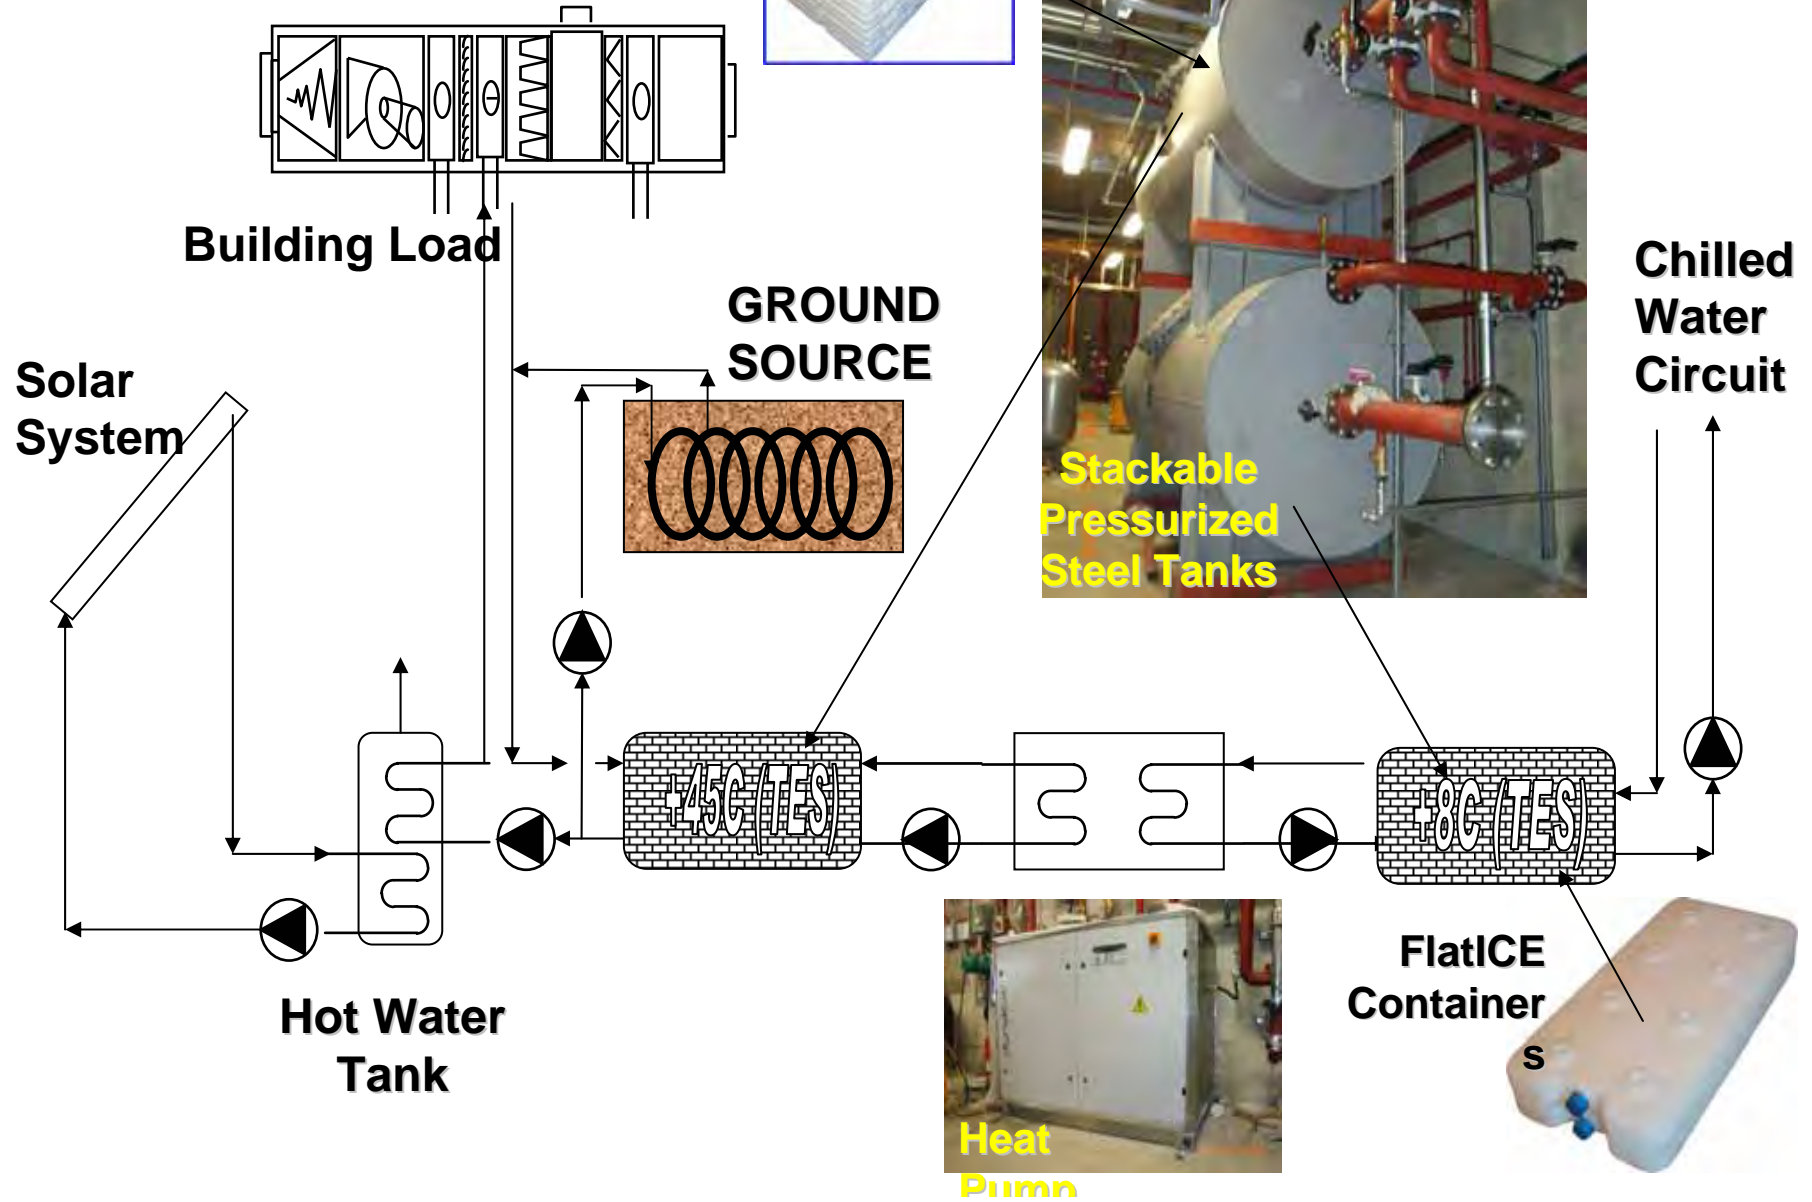 Building Load
GROUND
SOURCE
Solar
System
Chilled
Water
Circuit
Stackable
Pressurized
Steel Tanks
+45C (TES)
+8C (TES)
Hot Water
Tank
FlatICE
Container
s
Heat
Pump